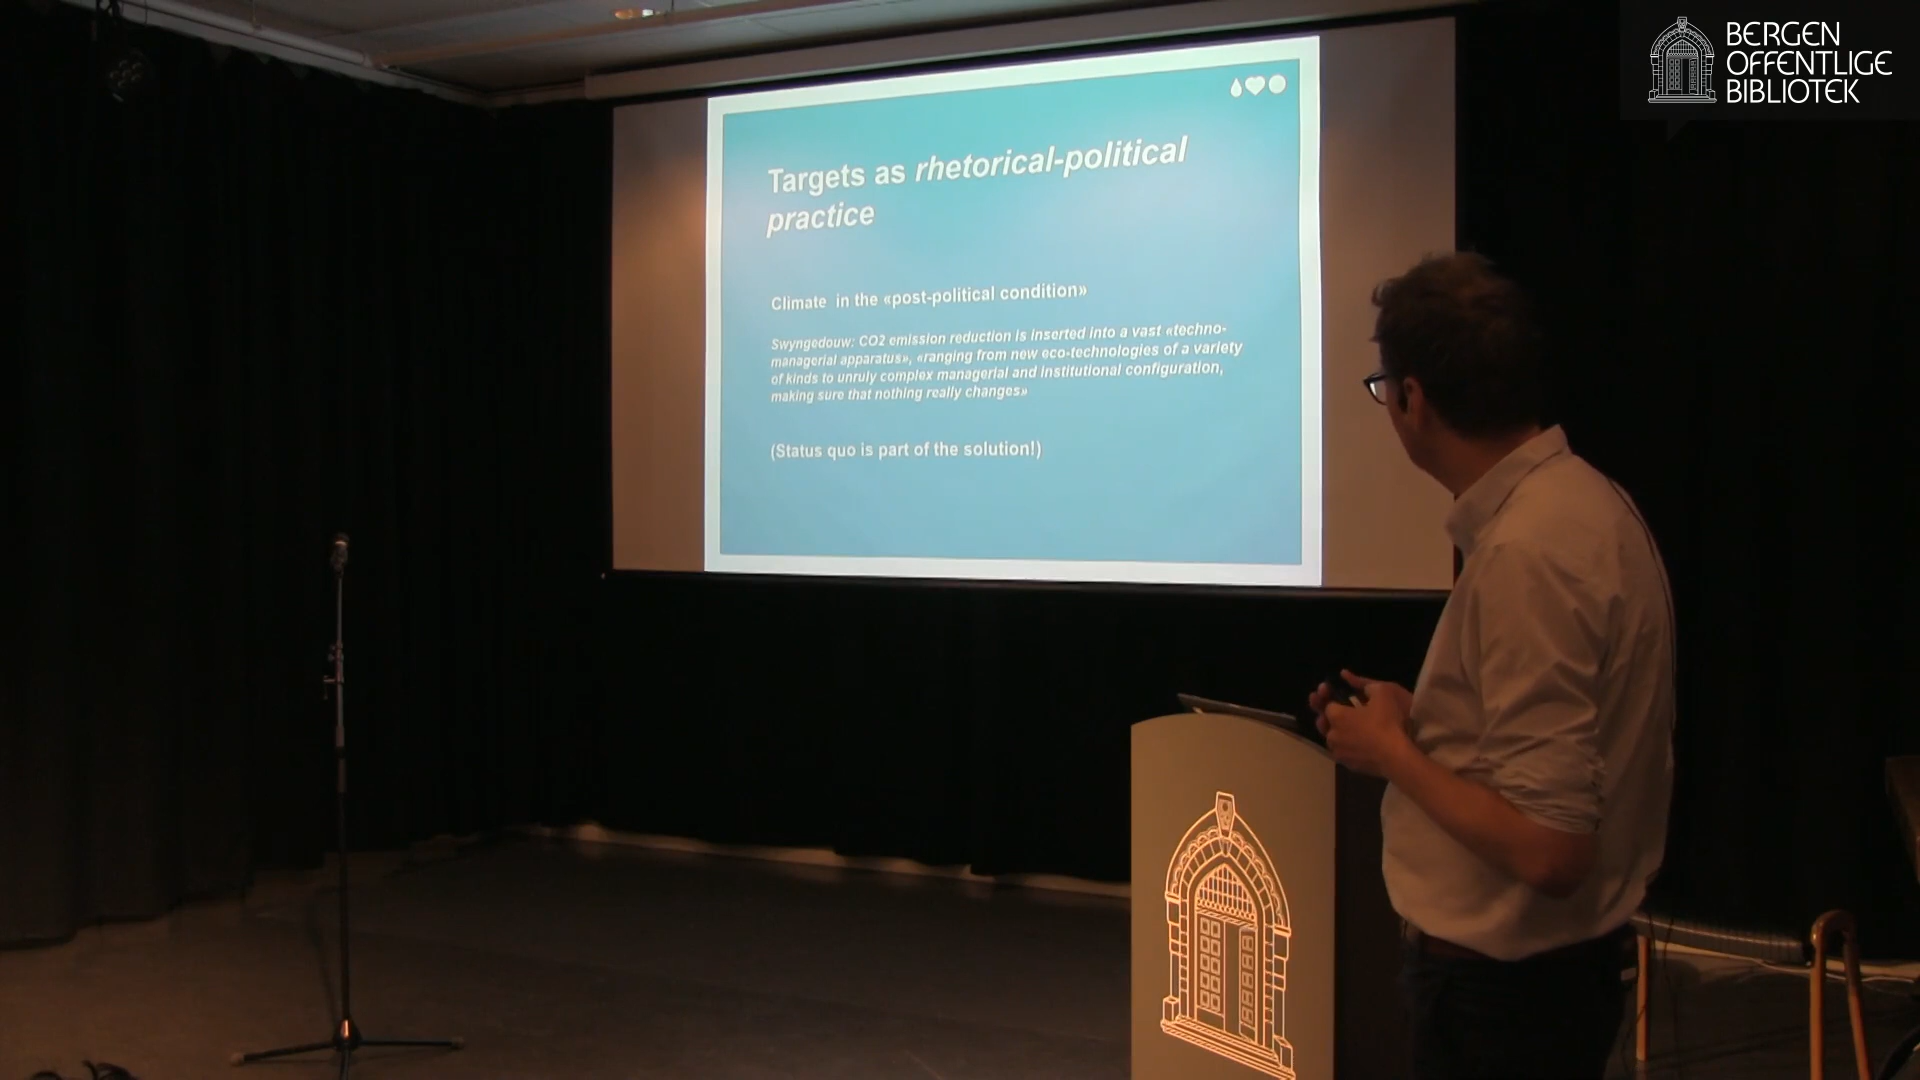 BERGEN
OFFENTLIGE
BIBLIOTEK
Targets as rhetorical-political
practice
Climate in the «post-political condition»
Swyngedouw: CO2 emission reduction is inserted into a vast «techno-
managerial apparatus», «ranging from new eco-technologies of a variety
of kinds to unruly complex managerial and institutional configuration,
making sure that nothing really changes»
(Status quo is part of the solution!)